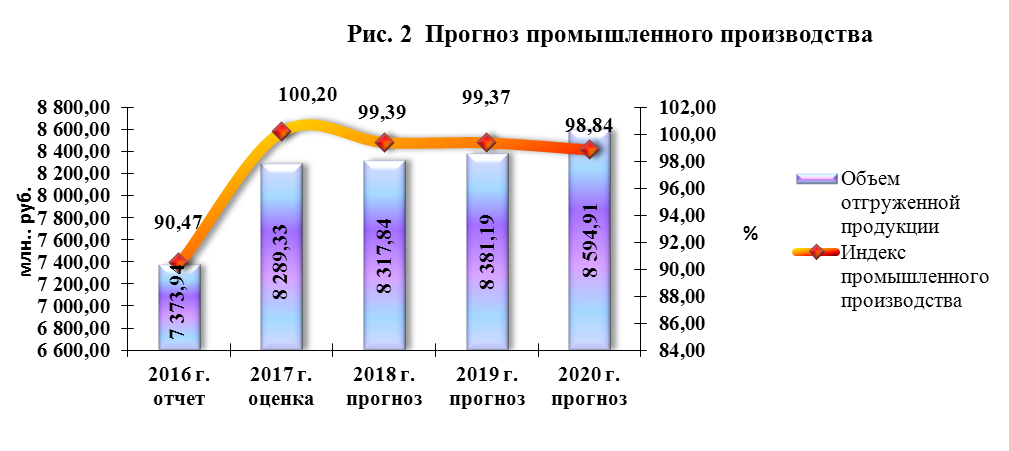 Рис. 2  Прогноз промышленного производства
8 800,00
8 600,00
8 400,00
8 200,00
8 000,00
7 800,00
7 600,00
7 400,00
7 200,00
7 000,00
6 800,00
6 600,00
млн.. руб.
90,47
100,20
99,39
99,37
98,84
7 373,94
8 289,33
8 317,84
8 381,19
8 594,91
102,00
100,00
98,00
96,00
94,00
92,00
90,00
88,00
86,00
84,00
%
2016 г.
отчет
2017 г.
оценка
2018 г.
прогноз
2019 г.
прогноз
2020 г.
прогноз
Объем
отгруженной
продукции
Индекс
промышленного
производства